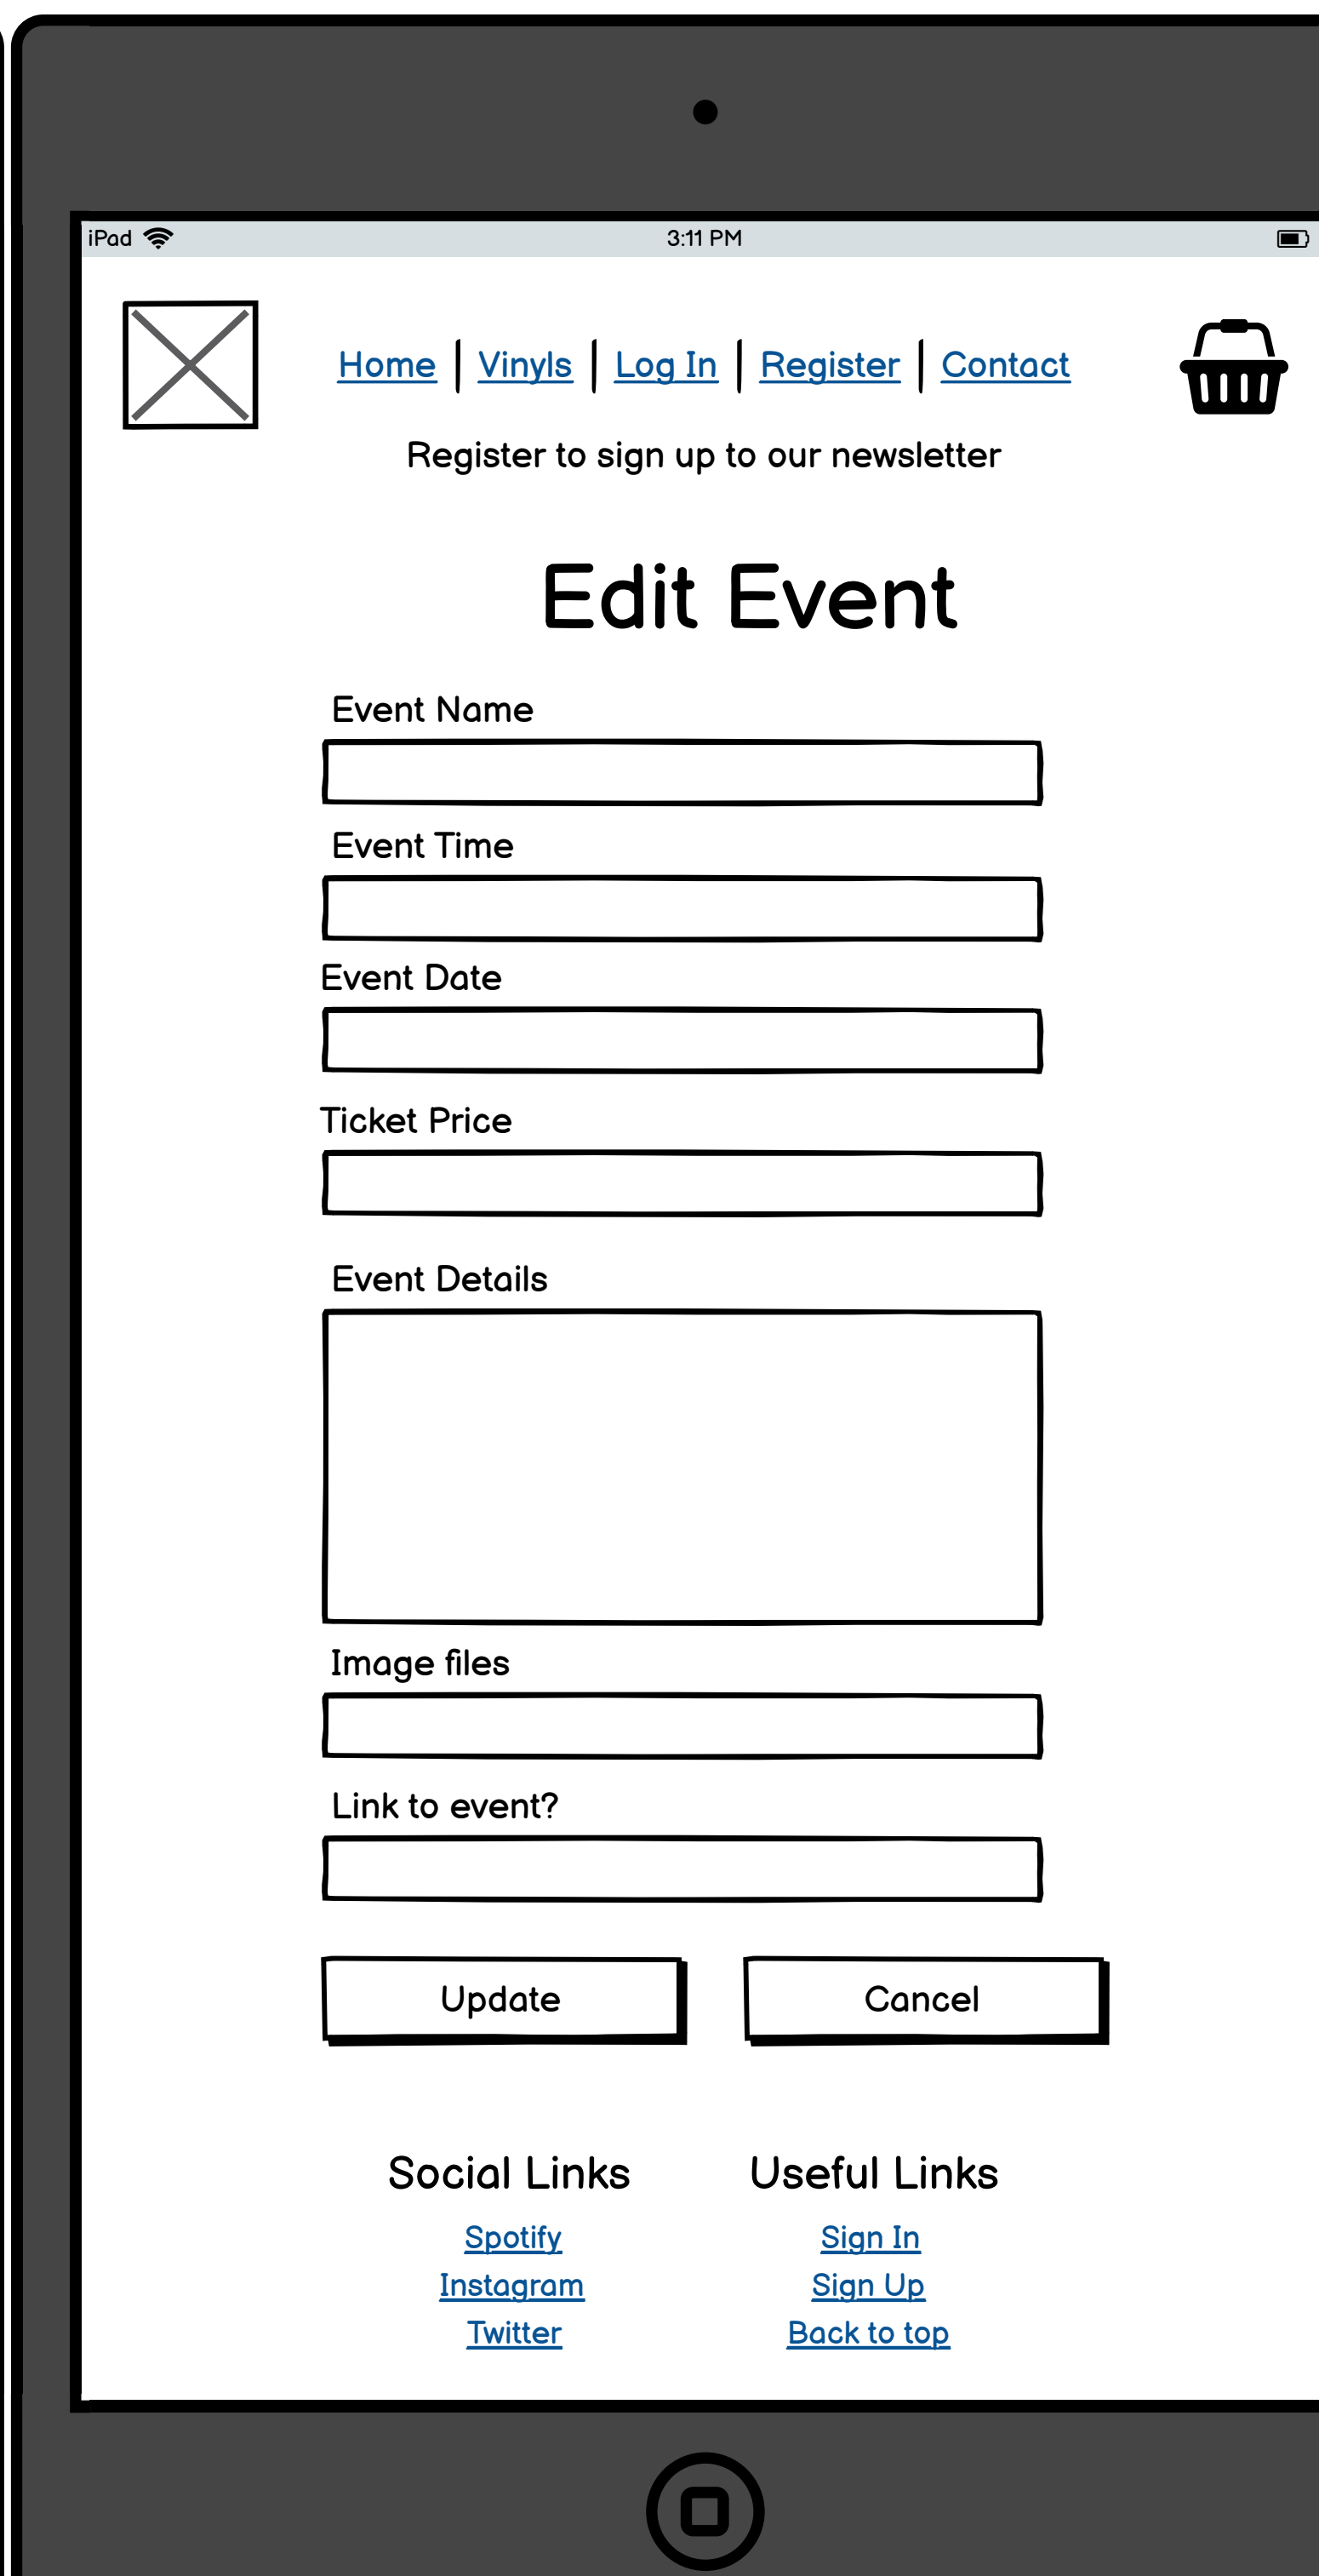 iPad 3:11 PM
Home | Vinyls | Log In | Register | Contact
Register to sign up to our newsletter
Edit Event
Event Name
Event Time
Event Date
Ticket Price
Event Details
Image files
Link to event?
Update Cancel
Social Links Useful Links
Spotify Sign In
Instagram Sign Up
Twitter Back to top